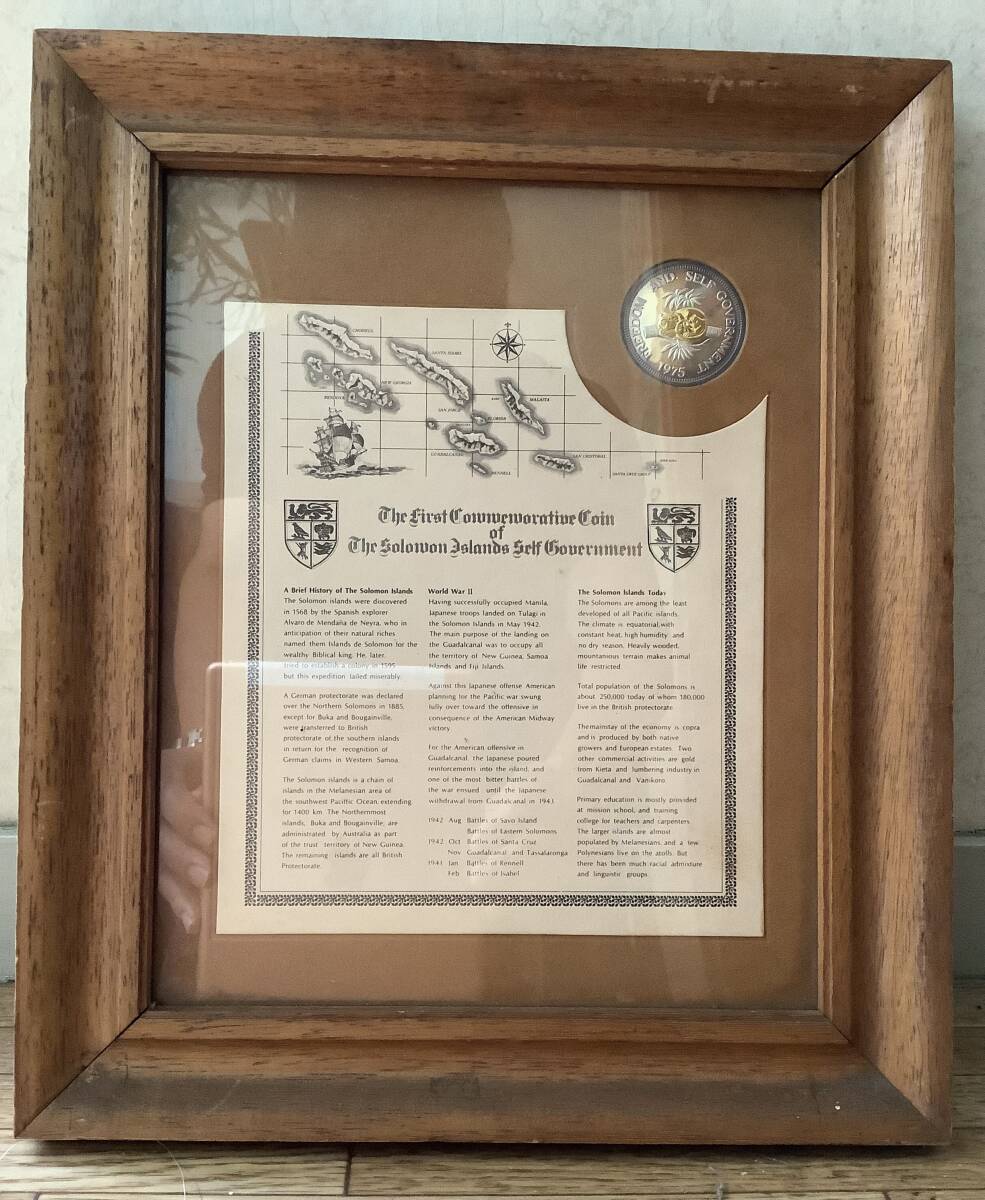 FREEDOM AND SELF GOVERNMENT
1975
CHOISEUL
SANTA ISABEL
NEW GEORGIA
MALAITA
SAN JORGE
FLORIDA
GUADALCANAL
RENNELL
SAN CRISTOBAL
SANTA CRUZ GROUP
The First Commemorative Coin
of
The Solomon Islands Self Government
A Brief History of The Solomon Islands
The Solomon islands were discovered
in 1568 by the Spanish explorer
Alvaro de Mendaña de Neyra, who in
anticipation of their natural riches
named them Islands de Solomon for the
wealthy Biblical king. He, later,
tried to establish a colony in 1595
but this expedition failed miserably.
A German protectorate was declared
over the Northern Solomons in 1885,
except for Buka and Bougainville,
were transferred to British
protectorate of the southern islands
in return for the recognition of
German claims in Western Samoa.
The Solomon islands is a chain of
islands in the Melanesian area of
the southwest Pacific Ocean, extending
for 1400 km. The Northernmost
islands, Buka and Bougainville, are
administrated by Australia as part
of the trust territory of New Guinea.
The remaining islands are all British
Protectorate.
World War II
Having successfully occupied Manila,
Japanese troops landed on Tulagi in
the Solomon Islands in May 1942.
The main purpose of the landing on
the Guadalcanal was to occupy all
the territory of New Guinea, Samoa
Islands and Fiji Islands.
Against this Japanese offense American
planning for the Pacific war swung
fully over toward the offensive in
consequence of the American Midway
victory.
For the American offensive in
Guadalcanal, the Japanese poured
reinforcements into the island, and
one of the most bitter battles of
the war ensued until the Japanese
withdrawal from Guadalcanal in 1943.
1942 Aug Battles of Savo Island
Battles of Eastern Solomons
1942 Oct Battles of Santa Cruz
Nov Guadalcanal and Tassalaronga
Jan Battles of Rennell
Feb Battles of Isabel
The Solomon Islands Today
The Solomons are among the least
developed of all Pacific islands.
The climate is equatorial, with
constant heat, high humidity and
no dry season. Heavily wooded,
mountainous terrain makes animal
life restricted.
Total population of the Solomons is
about 250,000 today of whom 180,000
live in the British protectorate.
Themainstay of the economy is copra
and is produced by both native
growers and European estates. Two
other commercial activities are gold
from Kieta and lumbering industry in
Guadalcanal and Vanikoro.
Primary education is mostly provided
at mission school, and training
college for teachers and carpenters.
The larger islands are almost
populated by Melanesians and a few
Polynesians live on the atolls. But
there has been much racial admixture
and linguistic groups.